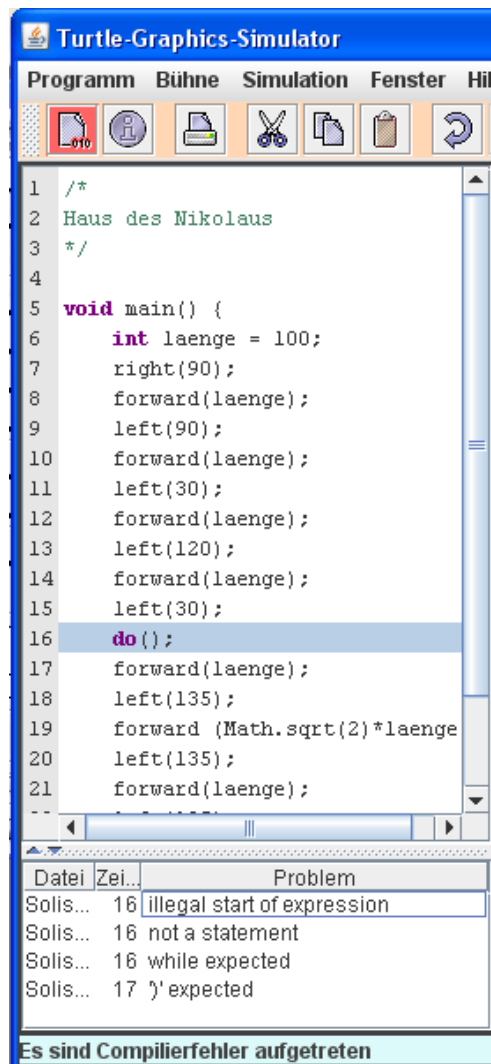 Turtle-Graphics-Simulator
Programm Bühne Simulation Fenster
1 /*
2 Haus des Nikolaus
3 */
4
5 void main() {
6 int laenge = 100;
7 right(90);
8 forward(laenge);
9 left(90);
10 forward(laenge);
11 left(30);
12 forward(laenge);
13 left(120);
14 forward(laenge);
15 left(30);
16 do();
17 forward(laenge);
18 left(135);
19 forward (Math.sqrt(2)*laenge
20 left(135);
21 forward(laenge);
Datei Zei... Problem
Solis... 16 illegal start of expression
Solis... 16 not a statement
Solis... 16 while expected
Solis... 17 ')' expected
Es sind Compilierfehler aufgetreten